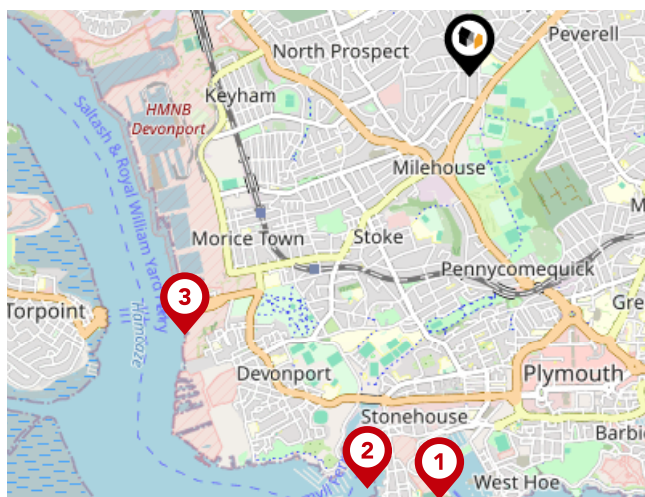 Peverell
North Prospect
Keyham
HMNB
Devonport
Saltash & Royal William Yard Ferry
Milehouse
Morice Town
Stoke
Pennycomequick
Torpoint
3
Hamoaze
Gre
Devonport
Plymouth
Stonehouse
Barbi
2
1
West Hoe